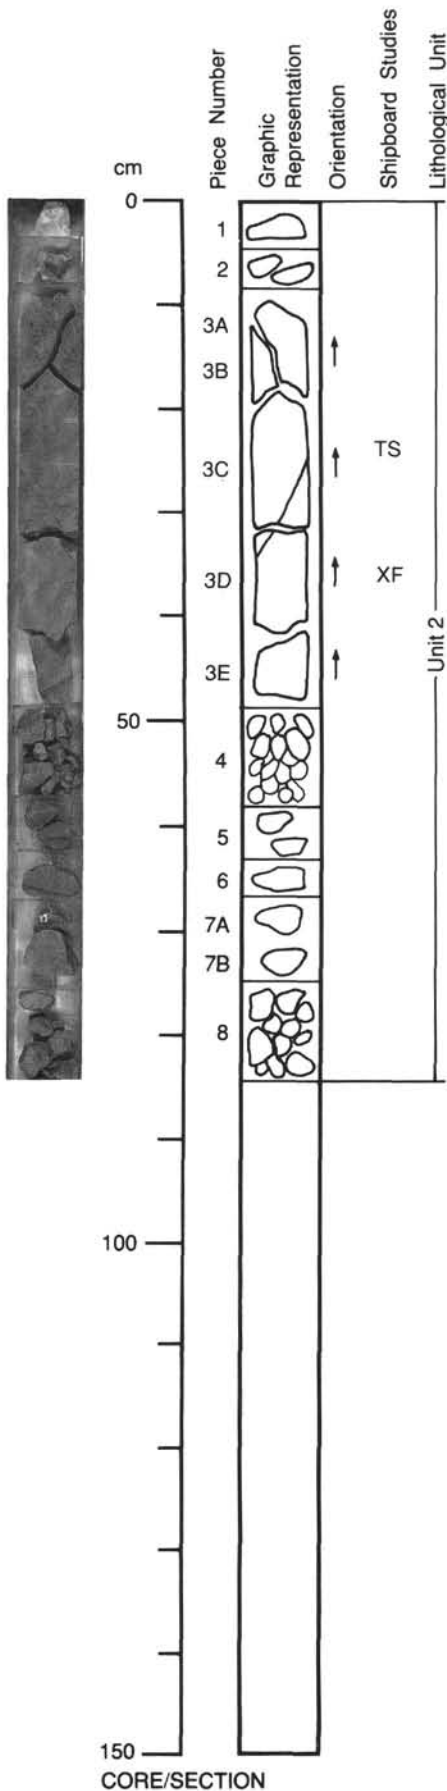 cm
Piece Number
Graphic
Representation
Orientation
Shipboard Studies
Lithological Unit
0
1
2
3A
3B
3C
TS
3D
XF
Unit 2
3E
50
4
5
6
7A
7B
8
100
150
CORE/SECTION